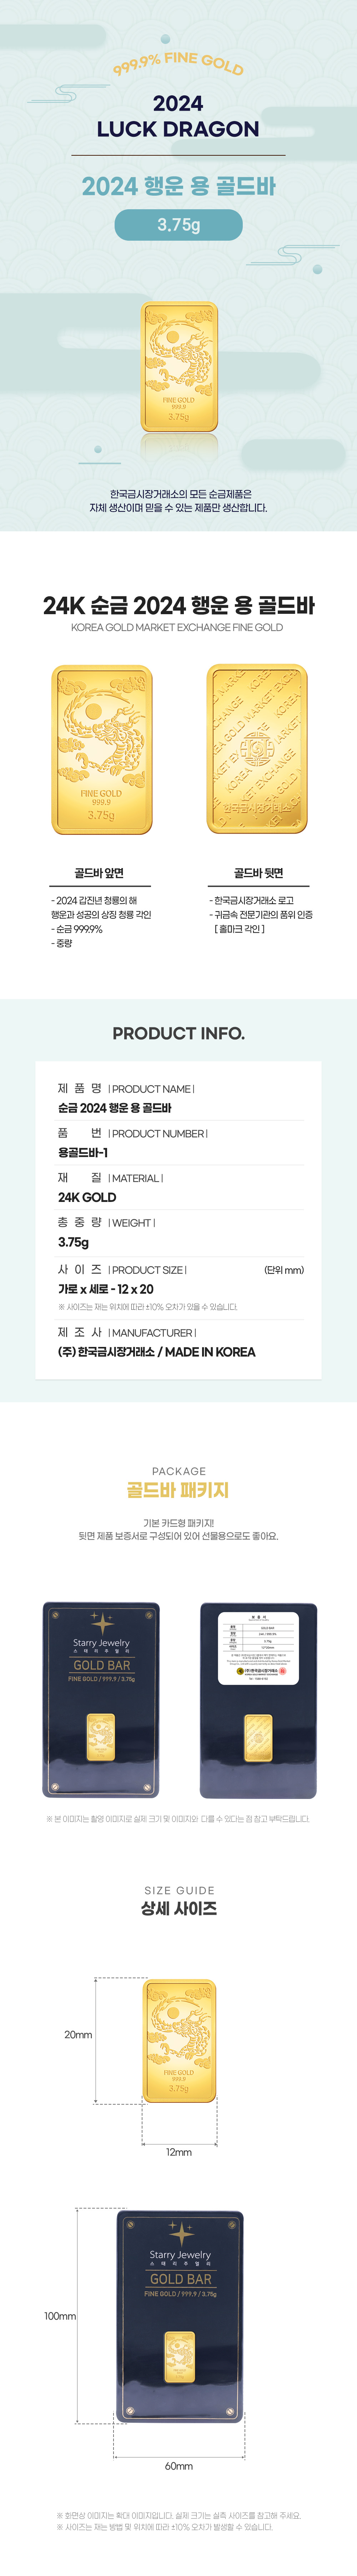 999.9% FINE GOLD
2024
LUCK DRAGON
2024 행운 용 골드바
3.75g
FINE GOLD
999.9
3.75g
한국금시장거래소의 모든 순금제품은
자체 생산이며 믿을 수 있는 제품만 생산합니다.
24K 순금 2024 행운 용 골드바
KOREA GOLD MARKET EXCHANGE FINE GOLD
FINE GOLD
999.9
3.75g
KOREA GOLD MARKET EXCHANGE
한국금시장거래소
골드바 앞면
- 2024 갑진년 청룡의 해
행운과 성공의 상징 청룡 각인
- 순금 999.9%
- 중량
골드바 뒷면
- 한국금시장거래소 로고
- 귀금속 전문기관의 품위 인증
[ 홀마크 각인 ]
PRODUCT INFO.
제 품 명 | PRODUCT NAME |
순금 2024 행운 용 골드바
품 번 | PRODUCT NUMBER |
용골드바-1
재 질 | MATERIAL |
24K GOLD
총 중 량 | WEIGHT |
3.75g
사 이 즈 | PRODUCT SIZE | (단위 mm)
가로 x 세로 - 12 x 20
※ 사이즈는 재는 위치에 따라 ±10% 오차가 있을 수 있습니다.
제 조 사 | MANUFACTURER |
(주) 한국금시장거래소 / MADE IN KOREA
PACKAGE
골드바 패키지
기본 카드형 패키지!
뒷면 제품 보증서로 구성되어 있어 선물용으로도 좋아요.
Starry Jewelry
스 태 리 주 얼 리
GOLD BAR
FINE GOLD / 999.9 / 3.75g
GOLD BAR
24K / 999.9%
3.75g
12*20mm
(주)한국금시장거래소
※ 본 이미지는 촬영 이미지로 실제 크기 및 이미지와 다를 수 있다는 점 참고 부탁드립니다.
SIZE GUIDE
상세 사이즈
20mm
FINE GOLD
999.9
3.75g
12mm
100mm
Starry Jewelry
스 태 리 주 얼 리
GOLD BAR
FINE GOLD / 999.9 / 3.75g
60mm
※ 화면상 이미지는 확대 이미지입니다. 실제 크기는 실측 사이즈를 참고해 주세요.
※ 사이즈는 재는 방법 및 위치에 따라 ±10% 오차가 발생할 수 있습니다.